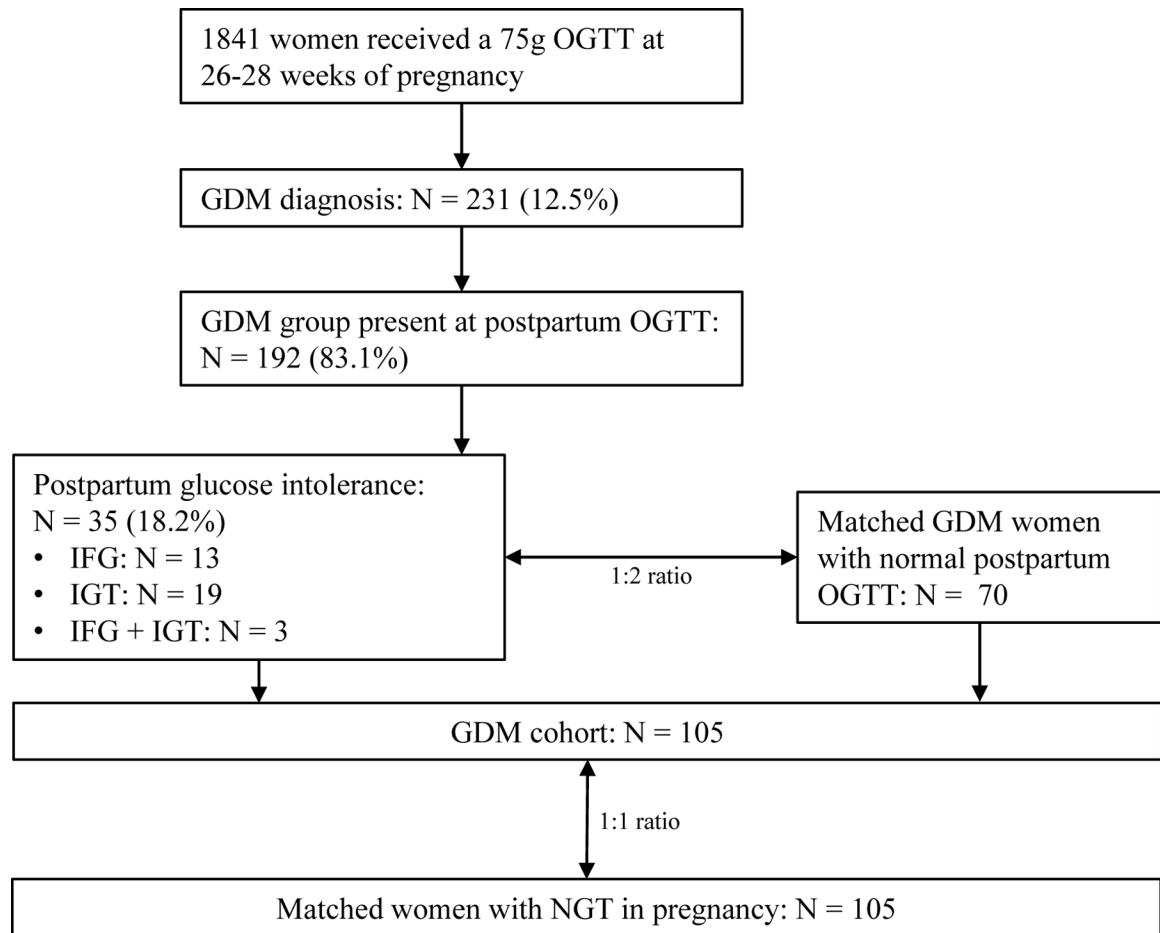 1841 women received a 75g OGTT at
26-28 weeks of pregnancy
GDM diagnosis: N = 231 (12.5%)
GDM group present at postpartum OGTT:
N = 192 (83.1%)
Postpartum glucose intolerance:
N = 35 (18.2%)
• IFG: N = 13
• IGT: N = 19
• IFG + IGT: N = 3
1:2 ratio
Matched GDM women
with normal postpartum
OGTT: N = 70
GDM cohort: N = 105
1:1 ratio
Matched women with NGT in pregnancy: N = 105